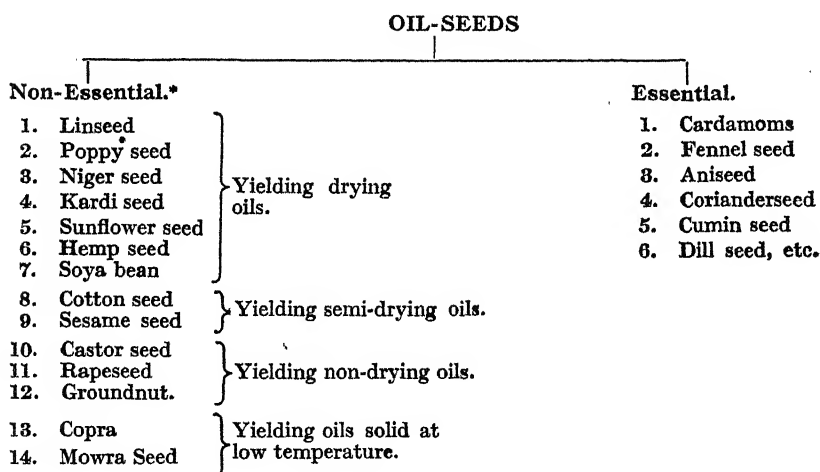 OIL-SEEDS
Non-Essential.*
1. Linseed
2. Poppy seed
3. Niger seed
4. Kardi seed
5. Sunflower seed
6. Hemp seed
7. Soya bean
Yielding drying
oils.
8. Cotton seed
9. Sesame seed
Yielding semi-drying oils.
10. Castor seed
11. Rapeseed
12. Groundnut.
Yielding non-drying oils.
13. Copra
14. Mowra Seed
Yielding oils solid at
low temperature.
Essential.
1. Cardamoms
2. Fennel seed
3. Aniseed
4. Corianderseed
5. Cumin seed
6. Dill seed, etc.